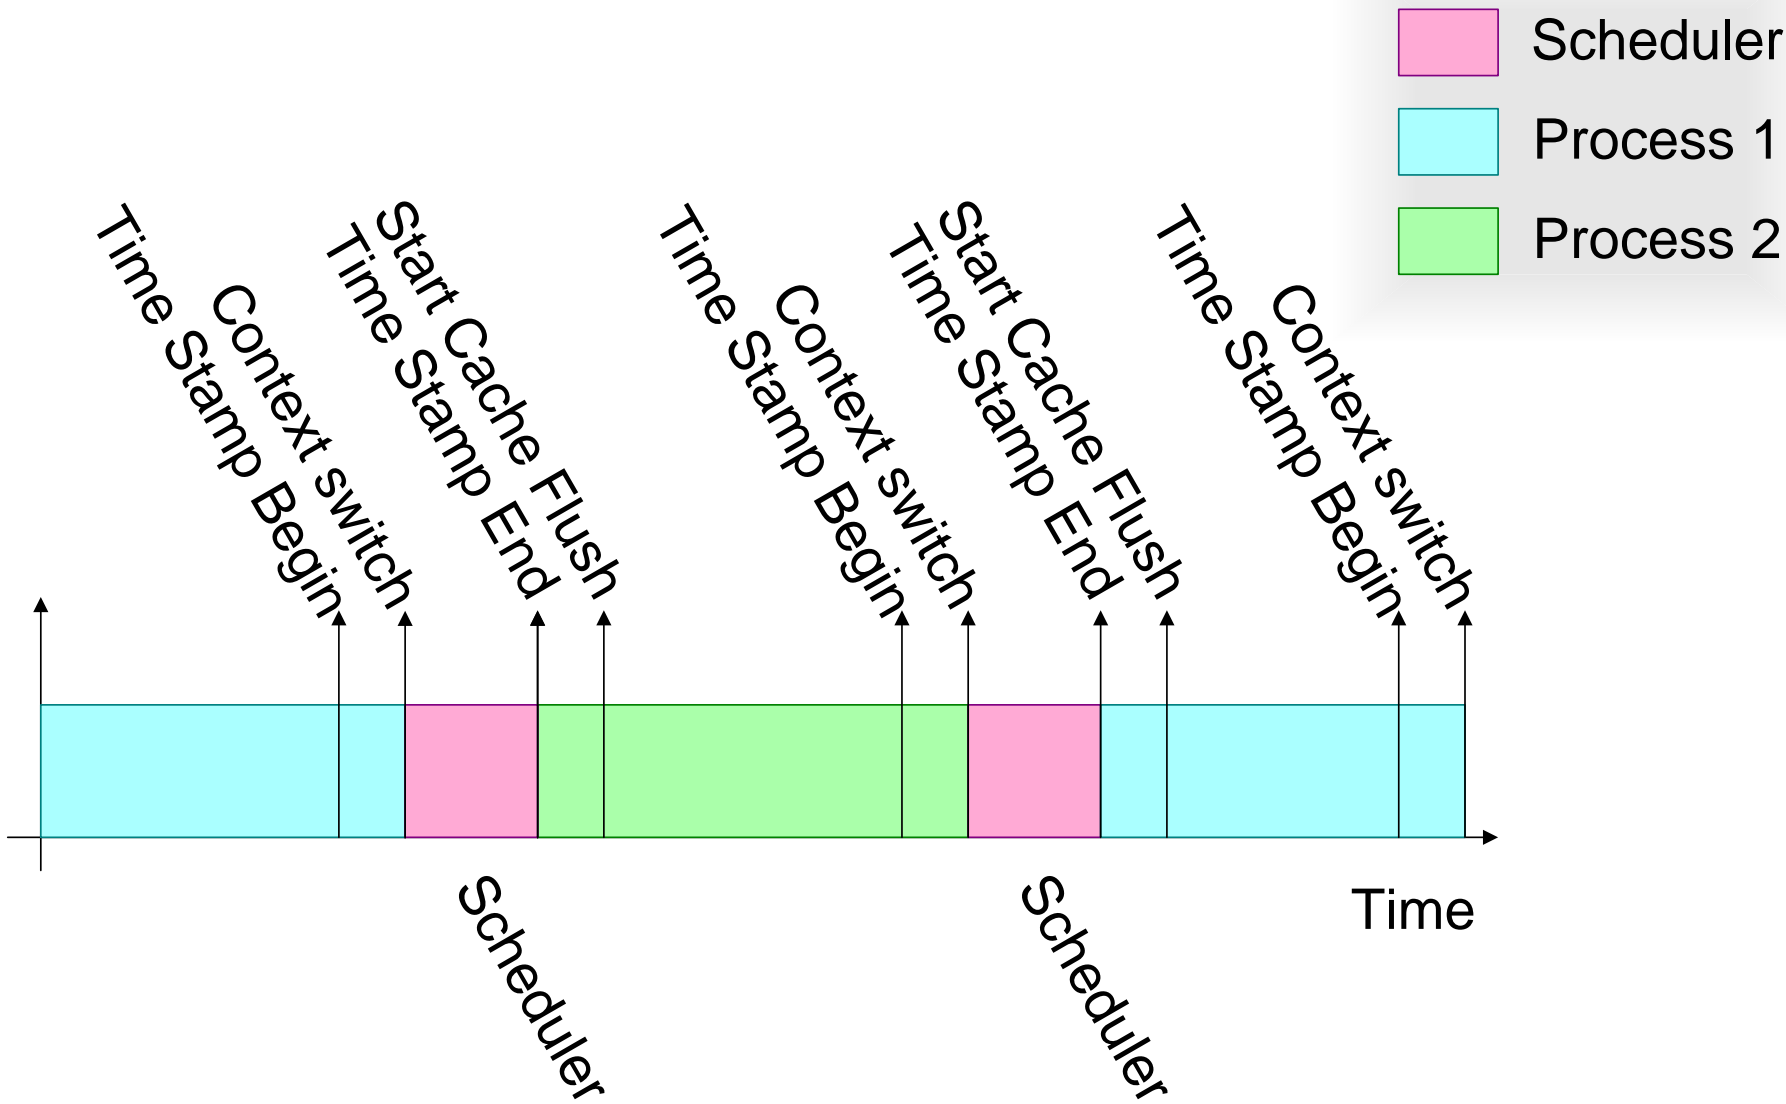 Scheduler
Process 1
Process 2
Time Stamp Begin
Context switch
Time Stamp End
Start Cache Flush
Time Stamp Begin
Context switch
Time Stamp End
Start Cache Flush
Time Stamp Begin
Context switch
Scheduler
Scheduler
Time